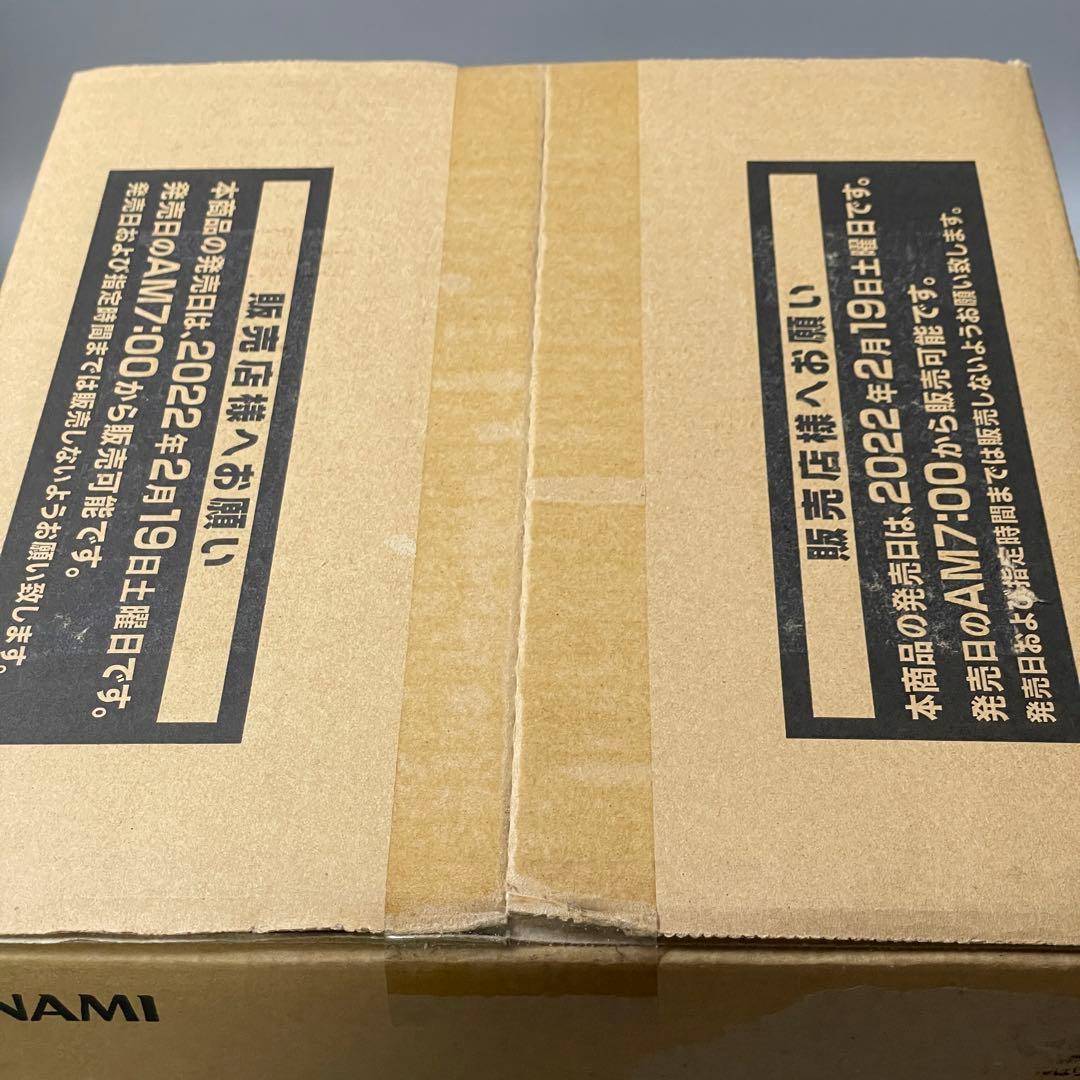 販売店様へお願い
本商品の発売日は、2022年2月19日土曜日です。
発売日のAM7:00から販売可能です。
発売日および指定時間までは販売しないようお願い致します。
販売店様へお願い
本商品の発売日は、2022年2月19日土曜日です。
発売日のAM7:00から販売可能です。
発売日および指定時間までは販売しないようお願い致します。
NAMI